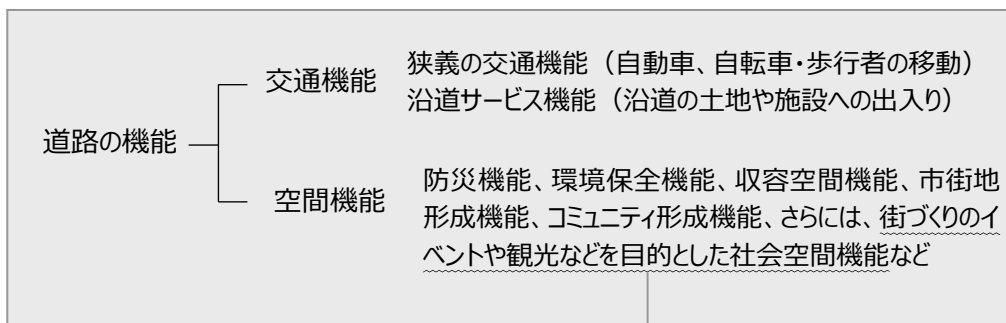 道路の機能
交通機能
狭義の交通機能（自動車、自転車・歩行者の移動）
沿道サービス機能（沿道の土地や施設への出入り）
空間機能
防災機能、環境保全機能、収容空間機能、市街地
形成機能、コミュニティ形成機能、さらには、街づくりのイ
ベントや観光などを目的とした社会空間機能など